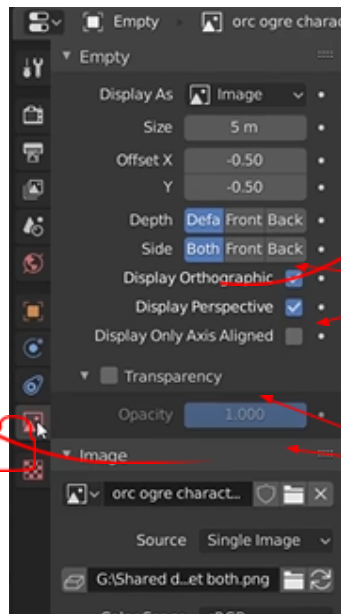 Empty orc ogre charac
Empty
Display As Image
Size 5 m
Offset X -0.50
Y -0.50
Depth Defa Front Back
Side Both Front Back
Display Orthographic
Display Perspective
Display Only Axis Aligned
Transparency
Opacity 1.000
Image
orc ogre charact...
Source Single Image
G:\Shared d...et both.png